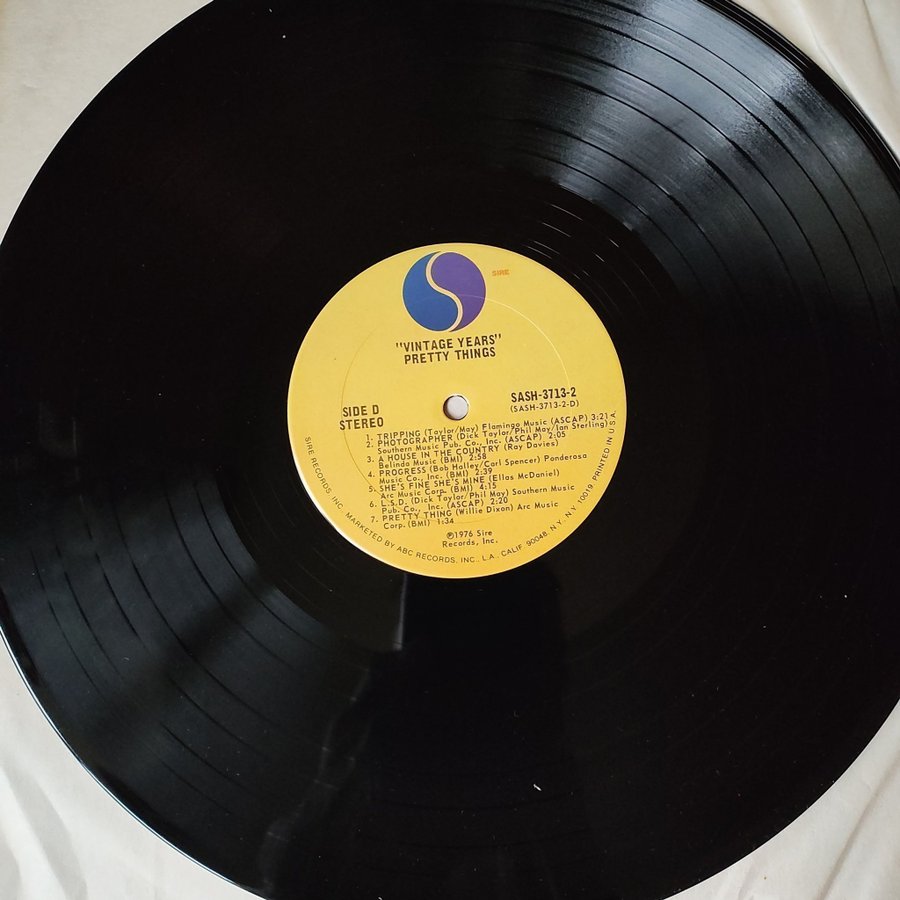 SIRE
"VINTAGE YEARS"
PRETTY THINGS
SIDE D
STEREO
SASH-3713-2
(SASH-3713-2-D)
1. TRIPPING (Taylor/May) Flamingo Music (ASCAP) 3:21
2. PHOTOGRAPHER (Dick Taylor/Phil May/Ian Sterling)
Southern Music Pub. Co., Inc. (ASCAP) 2:05
3. A HOUSE IN THE COUNTRY (Ray Davies)
Belinda Music (BMI) 2:58
4. PROGRESS (Bob Halley/Carl Spencer) Ponderosa
Music Co., Inc. (BMI) 2:39
5. SHE'S FINE SHE'S MINE (Ellas McDaniel)
Arc Music Corp. (BMI) 4:15
6. L.S.D. (Dick Taylor/Phil May) Southern Music
Pub. Co., Inc. (ASCAP) 2:20
7. PRETTY THING (Willie Dixon) Arc Music
Corp. (BMI) 1:34
℗1976 Sire
Records, Inc.
SIRE RECORDS, INC., MARKETED BY ABC RECORDS, INC., L.A., CALIF. 90048, N.Y., N.Y. 10019 PRINTED IN U.S.A.